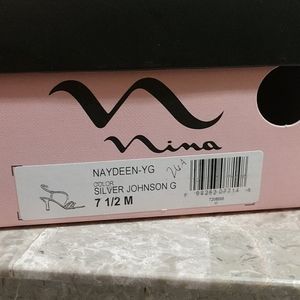 nina
NAYDEEN-YG
COLOR
SILVER JOHNSON G
7 1/2 M